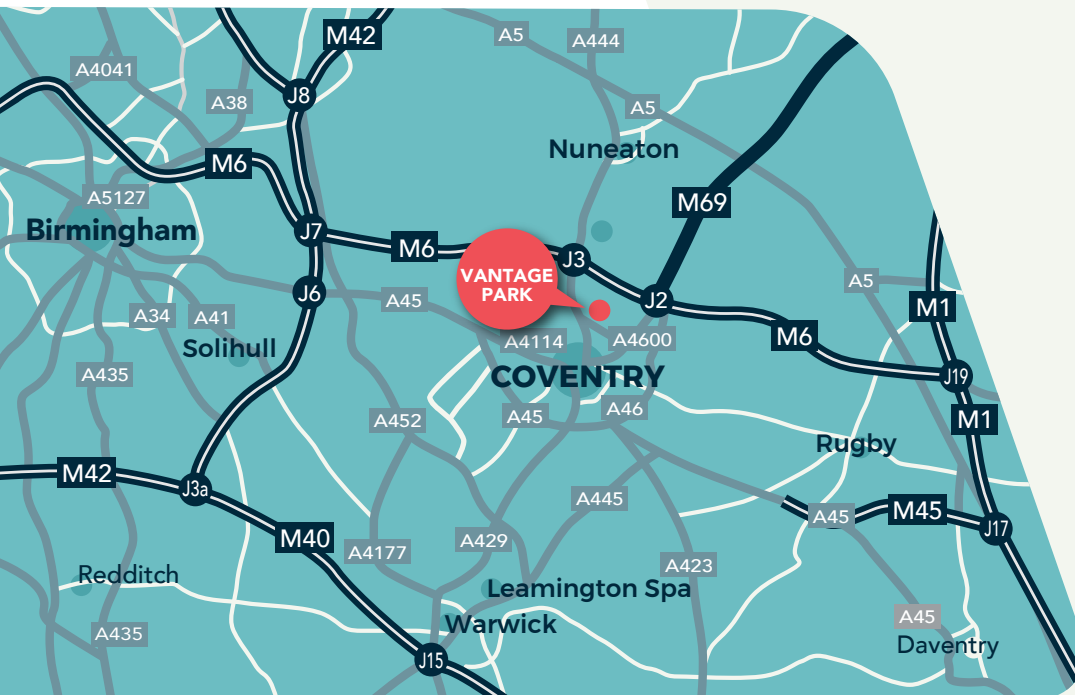 M42
A5
A444
A4041
J8
A38
A5
Nuneaton
M6
A5127
M69
Birmingham
J7
M6
J3
VANTAGE
PARK
A5
J6
A45
J2
M1
A34
A41
A4114
A4600
M6
Solihull
A435
COVENTRY
J19
A452
A45
A46
M1
Rugby
M42
J3a
A445
A45
M45
J17
M40
A4177
A429
A423
Redditch
Leamington Spa
A45
A435
Warwick
Daventry
J15